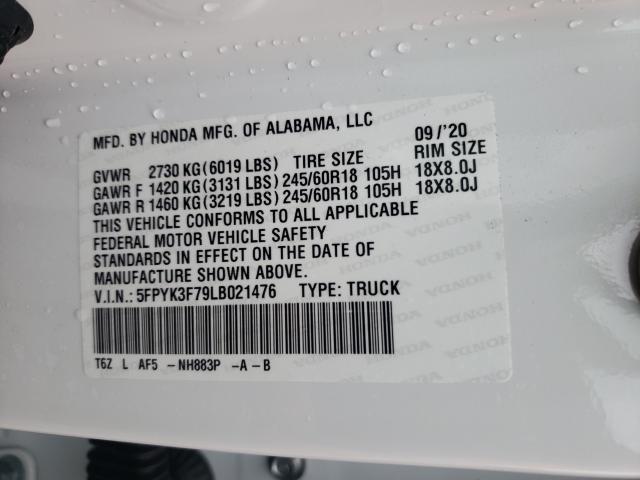 MFD. BY HONDA MFG. OF ALABAMA, LLC 09/'20
GVWR 2730 KG(6019 LBS) TIRE SIZE RIM SIZE
GAWR F 1420 KG(3131 LBS)245/60R18 105H 18X8.0J
GAWR R 1460 KG(3219 LBS)245/60R18 105H 18X8.0J
THIS VEHICLE CONFORMS TO ALL APPLICABLE
FEDERAL MOTOR VEHICLE SAFETY
STANDARDS IN EFFECT ON THE DATE OF
MANUFACTURE SHOWN ABOVE.
V.I.N.: 5FPYK3F79LB021476 TYPE: TRUCK
T6Z L AF5 -NH883P -A-B